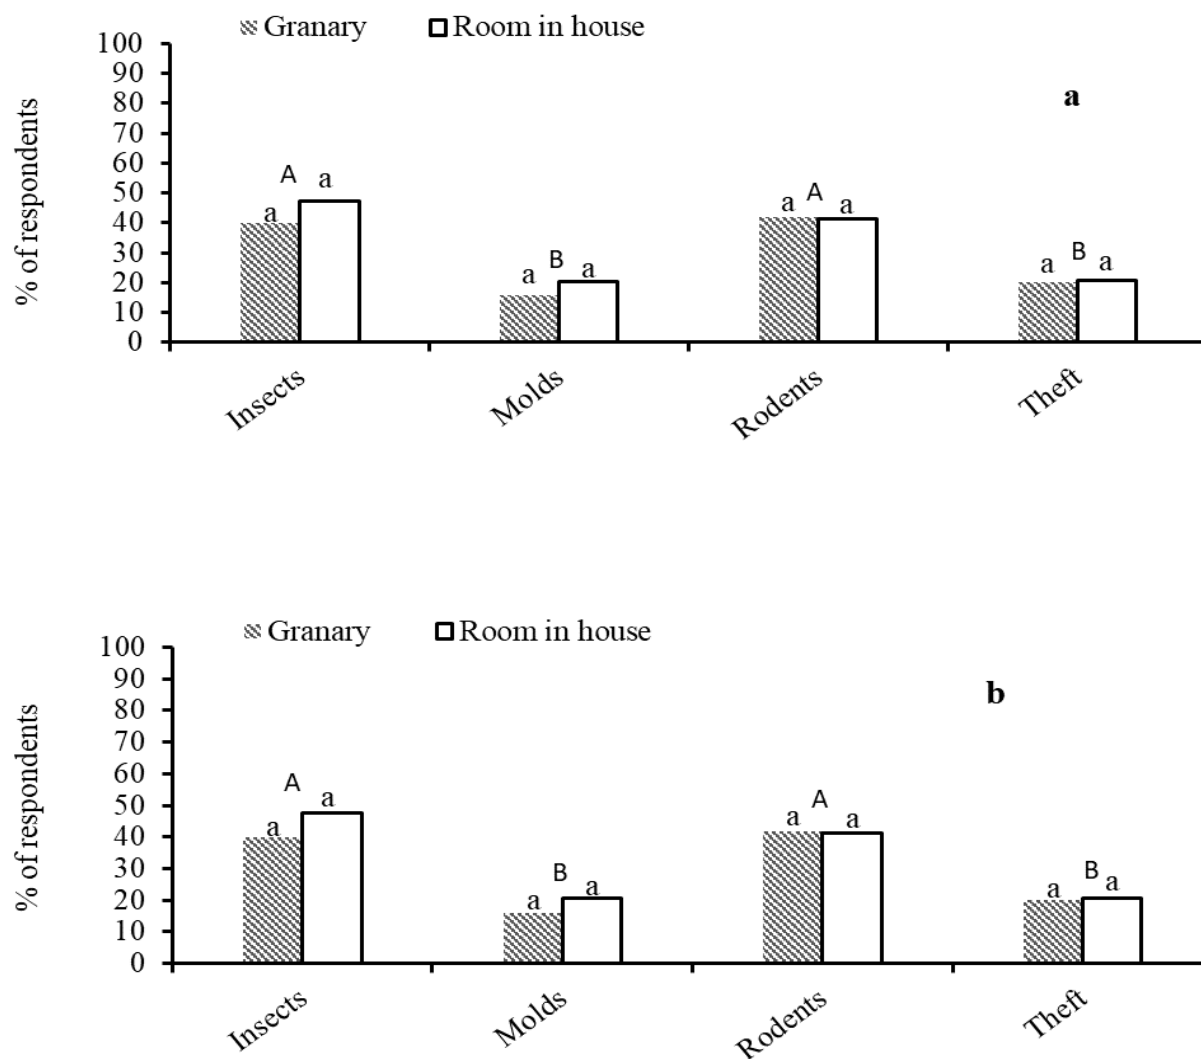 Granary Room in house
100
90
80
70
60
50
40
30
20
10
0
% of respondents
a
A a
a
B
a a
a A a
B
a a
Insects Molds Rodents Theft
Granary Room in house
100
90
80
70
60
50
40
30
20
10
0
% of respondents
b
A a
a
B
a a
A
a a
B
a a
Insects Molds Rodents Theft